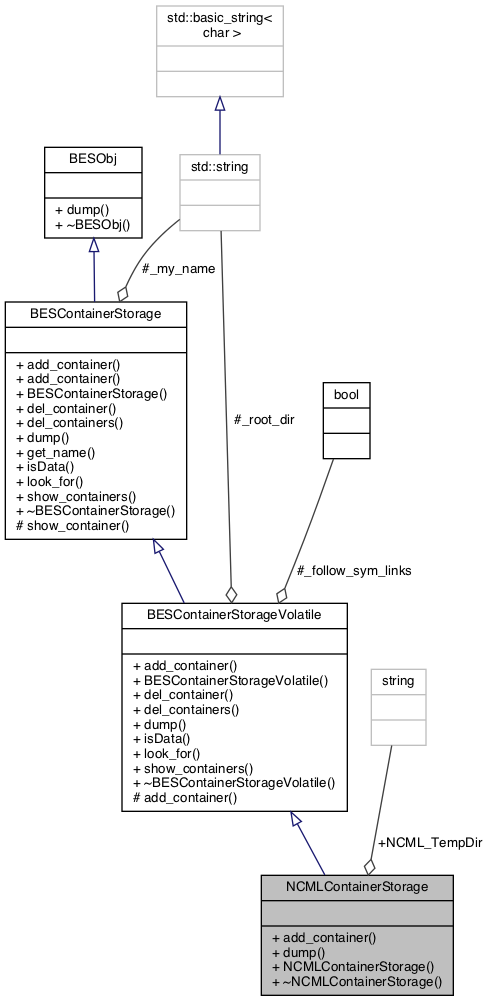 std::basic_string<
char >
std::string
BESObj
+ dump()
+ ~BESObj()
#_my_name
BESContainerStorage
+ add_container()
+ add_container()
+ BESContainerStorage()
+ del_container()
+ del_containers()
+ dump()
+ get_name()
+ isData()
+ look_for()
+ show_containers()
+ ~BESContainerStorage()
# show_container()
#_root_dir
bool
#_follow_sym_links
BESContainerStorageVolatile
+ add_container()
+ BESContainerStorageVolatile()
+ del_container()
+ del_containers()
+ dump()
+ isData()
+ look_for()
+ show_containers()
+ ~BESContainerStorageVolatile()
# add_container()
string
+NCML_TempDir
NCMLContainerStorage
+ add_container()
+ dump()
+ NCMLContainerStorage()
+ ~NCMLContainerStorage()